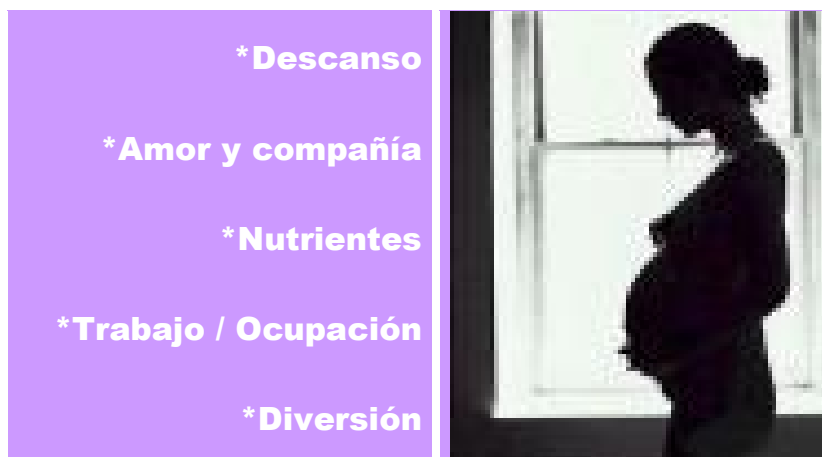 *Descanso
*Amor y compañía
*Nutrientes
*Trabajo / Ocupación
*Diversión